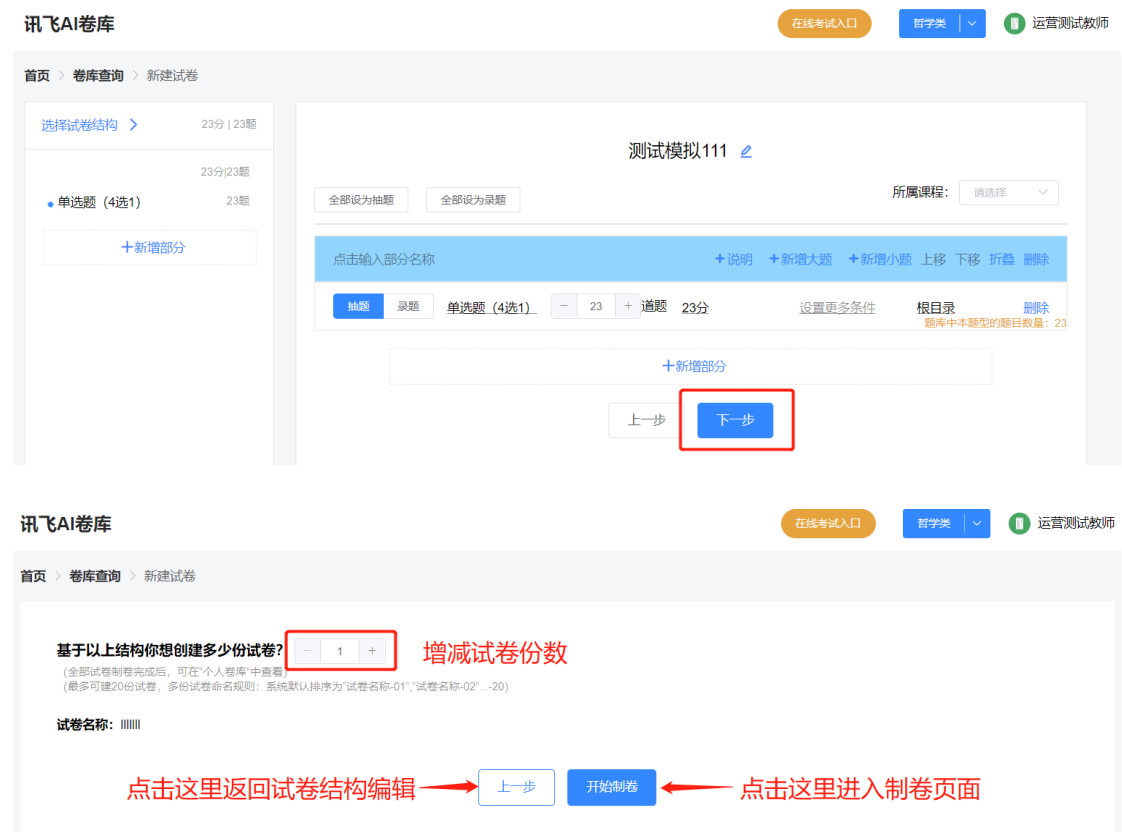 讯飞AI卷库
在线考试入口 哲学类 运营测试教师
首页 > 卷库查询 > 新建试卷
选择试卷结构 > 23分 | 23题
23分|23题
单选题（4选1） 23题
+新增部分
测试模拟111
全部设为抽题 全部设为录题 所属课程： 请选择
点击输入部分名称 +说明 +新增大题 +新增小题 上移 下移 折叠 删除
抽题 录题 单选题（4选1） － 23 + 道题 23分 设置更多条件 根目录 删除
题库中本题型的题目数量：23
+新增部分
上一步 下一步
讯飞AI卷库
在线考试入口 哲学类 运营测试教师
首页 > 卷库查询 > 新建试卷
基于以上结构你想创建多少份试卷? － 1 + 增减试卷份数
(全部试卷制卷完成后，可在"个人卷库"中查看)
(最多可建20份试卷，多份试卷命名规则：系统默认排序为"试卷名称-01","试卷名称-02"...-20)
试卷名称： lllllll
点击这里返回试卷结构编辑 上一步 开始制卷 点击这里进入制卷页面